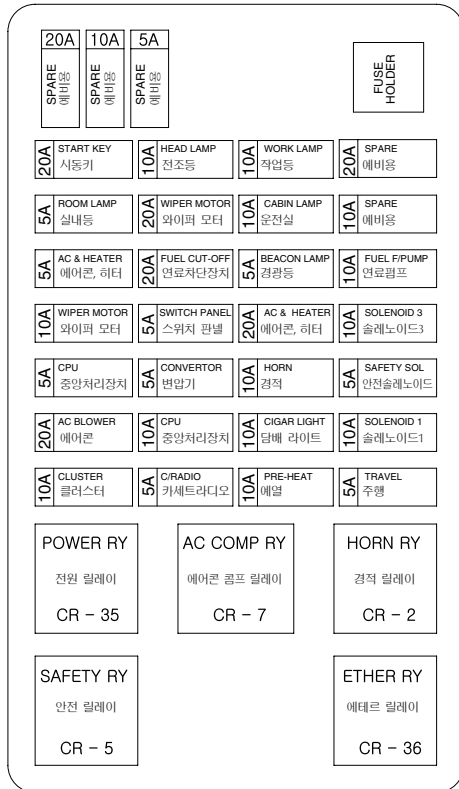 20A 10A 5A
SPARE 예비용
SPARE 예비용
SPARE 예비용
FUSE HOLDER
20A START KEY 시동키
10A HEAD LAMP 전조등
10A WORK LAMP 작업등
20A SPARE 예비용
5A ROOM LAMP 실내등
20A WIPER MOTOR 와이퍼 모터
10A CABIN LAMP 운전실
10A SPARE 예비용
5A AC & HEATER 에어콘, 히터
20A FUEL CUT-OFF 연료차단장치
5A BEACON LAMP 경광등
10A FUEL F/PUMP 연료펌프
10A WIPER MOTOR 와이퍼 모터
5A SWITCH PANEL 스위치 판넬
20A AC & HEATER 에어콘, 히터
10A SOLENOID 3 솔레노이드3
5A CPU 중앙처리장치
5A CONVERTOR 변압기
10A HORN 경적
5A SAFETY SOL 안전솔레노이드
20A AC BLOWER 에어콘
10A CPU 중앙처리장치
10A CIGAR LIGHT 담배 라이트
10A SOLENOID 1 솔레노이드1
10A CLUSTER 클러스터
5A C/RADIO 카세트라디오
10A PRE-HEAT 예열
5A TRAVEL 주행
POWER RY
전원 릴레이
CR - 35
AC COMP RY
에어콘 콤프 릴레이
CR - 7
HORN RY
경적 릴레이
CR - 2
SAFETY RY
안전 릴레이
CR - 5
ETHER RY
에테르 릴레이
CR - 36